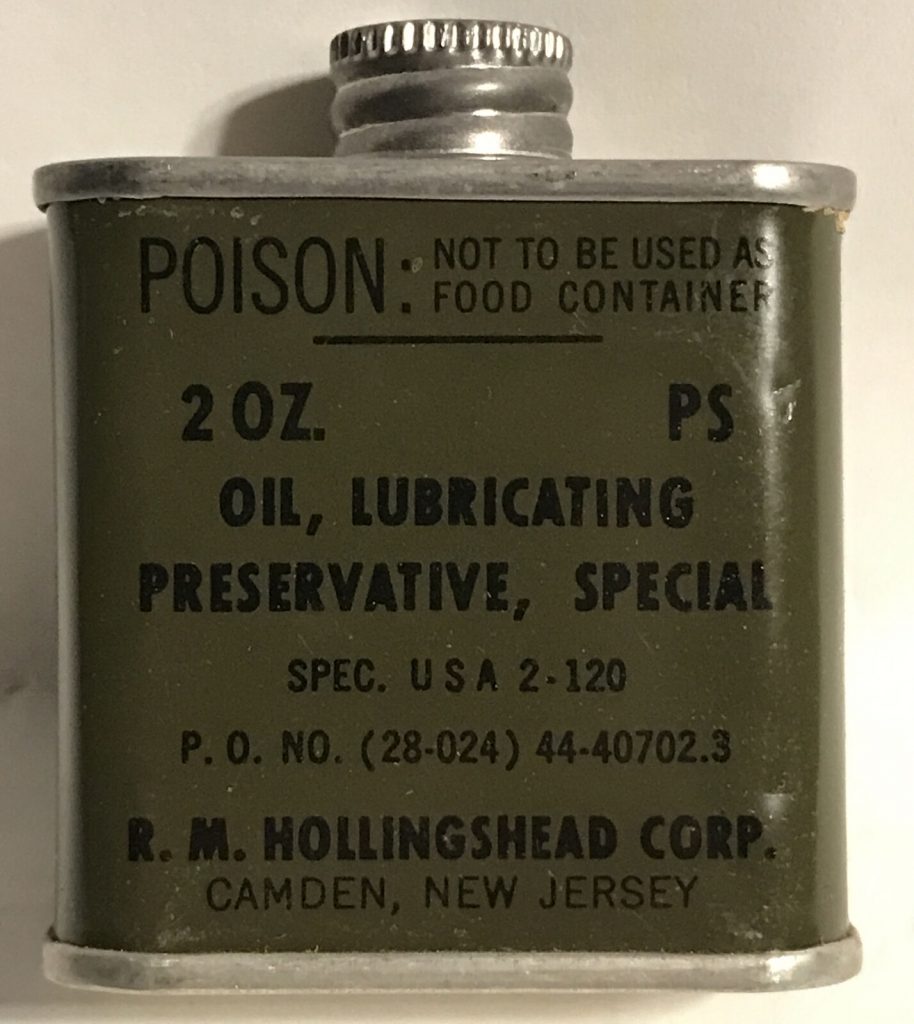 POISON: NOT TO BE USED AS
FOOD CONTAINER
2 OZ. PS
OIL, LUBRICATING
PRESERVATIVE, SPECIAL
SPEC. U S A 2-120
P. O. NO. (28-024) 44-40702.3
R. M. HOLLINGSHEAD CORP.
CAMDEN, NEW JERSEY